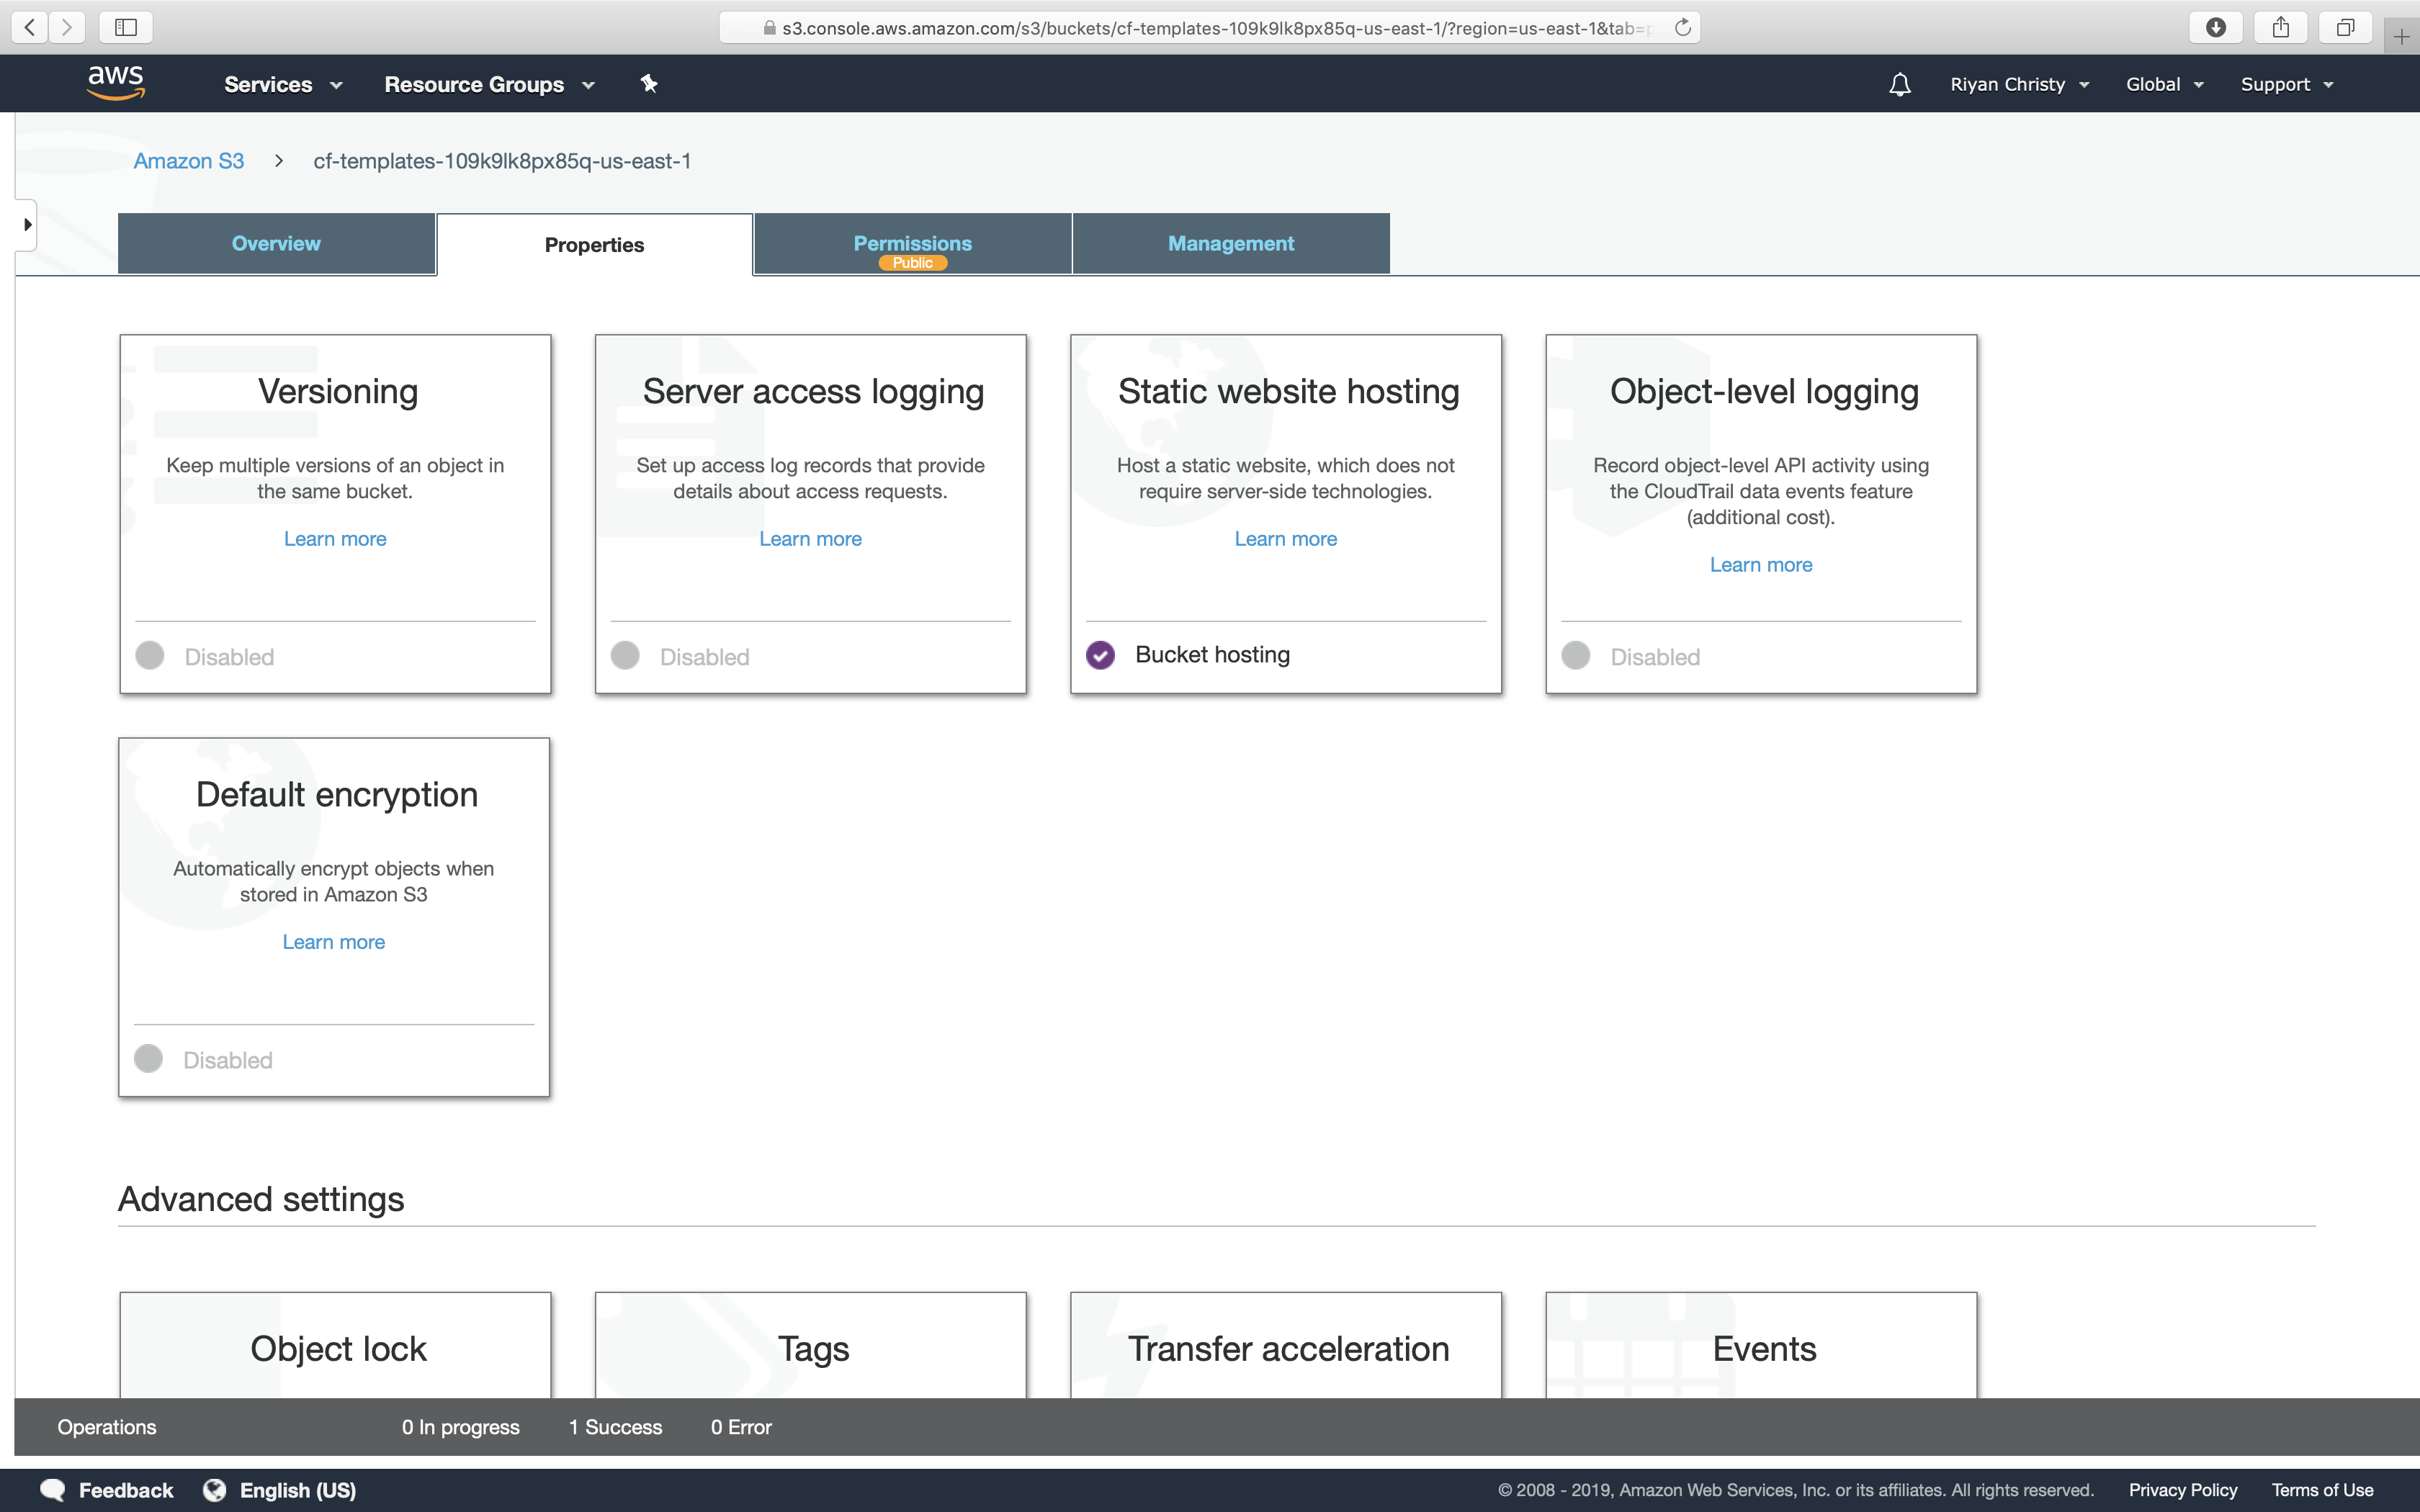 s3.console.aws.amazon.com/s3/buckets/cf-templates-109k9lk8px85q-us-east-1/?region=us-east-1&tab=
aws
Services
Resource Groups
Riyan Christy
Global
Support
Amazon S3 > cf-templates-109k9lk8px85q-us-east-1
Overview
Properties
Permissions
Public
Management
Versioning
Keep multiple versions of an object in
the same bucket.
Learn more
Disabled
Server access logging
Set up access log records that provide
details about access requests.
Learn more
Disabled
Static website hosting
Host a static website, which does not
require server-side technologies.
Learn more
Bucket hosting
Object-level logging
Record object-level API activity using
the CloudTrail data events feature
(additional cost).
Learn more
Disabled
Default encryption
Automatically encrypt objects when
stored in Amazon S3
Learn more
Disabled
Advanced settings
Object lock
Tags
Transfer acceleration
Events
Operations
0 In progress
1 Success
0 Error
Feedback
English (US)
© 2008 - 2019, Amazon Web Services, Inc. or its affiliates. All rights reserved.
Privacy Policy
Terms of Use